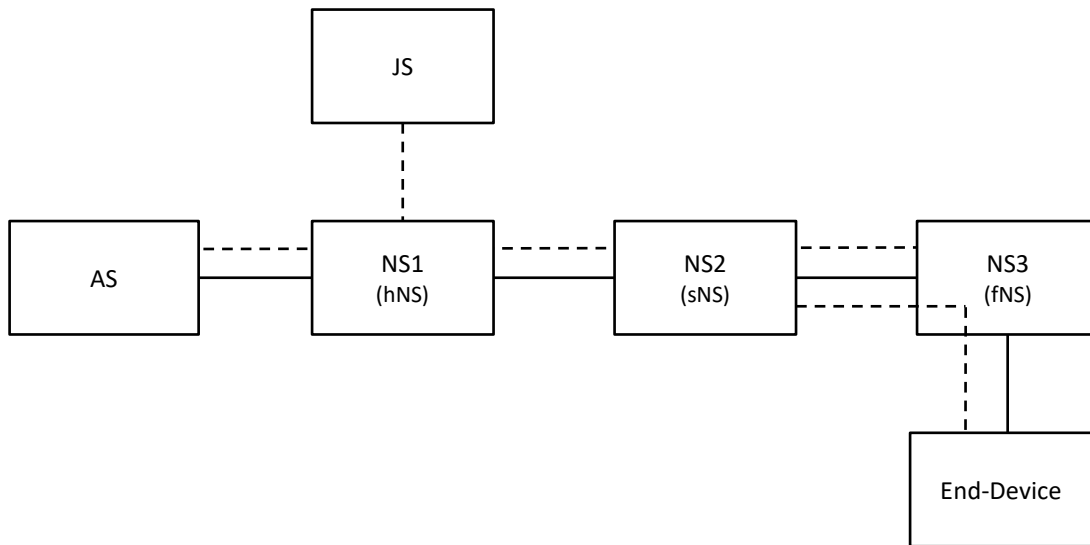 JS
AS
NS1
(hNS)
NS2
(sNS)
NS3
(fNS)
End-Device